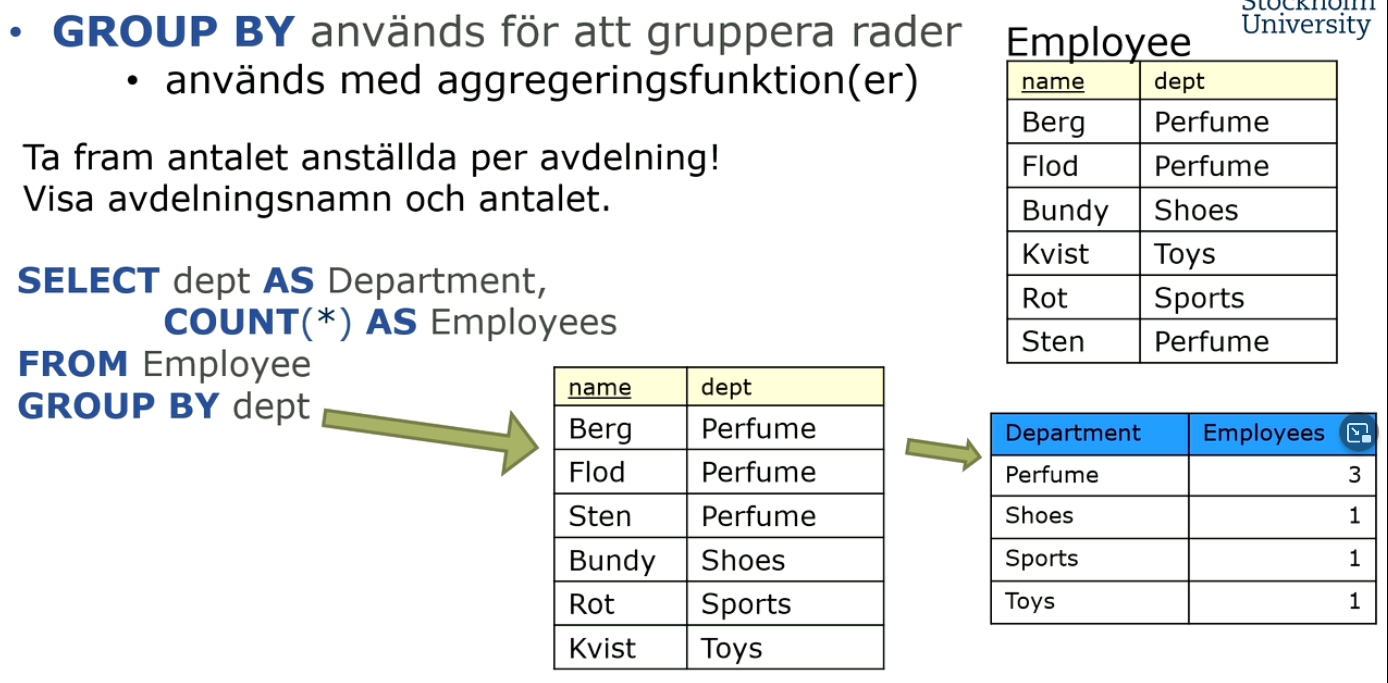 • GROUP BY används för att gruppera rader
• används med aggregeringsfunktion(er)
Ta fram antalet anställda per avdelning!
Visa avdelningsnamn och antalet.
SELECT dept AS Department,
COUNT(*) AS Employees
FROM Employee
GROUP BY dept
Stockholm
University
Employee
name dept
Berg Perfume
Flod Perfume
Bundy Shoes
Kvist Toys
Rot Sports
Sten Perfume
name dept
Berg Perfume
Flod Perfume
Sten Perfume
Bundy Shoes
Rot Sports
Kvist Toys
Department Employees
Perfume 3
Shoes 1
Sports 1
Toys 1